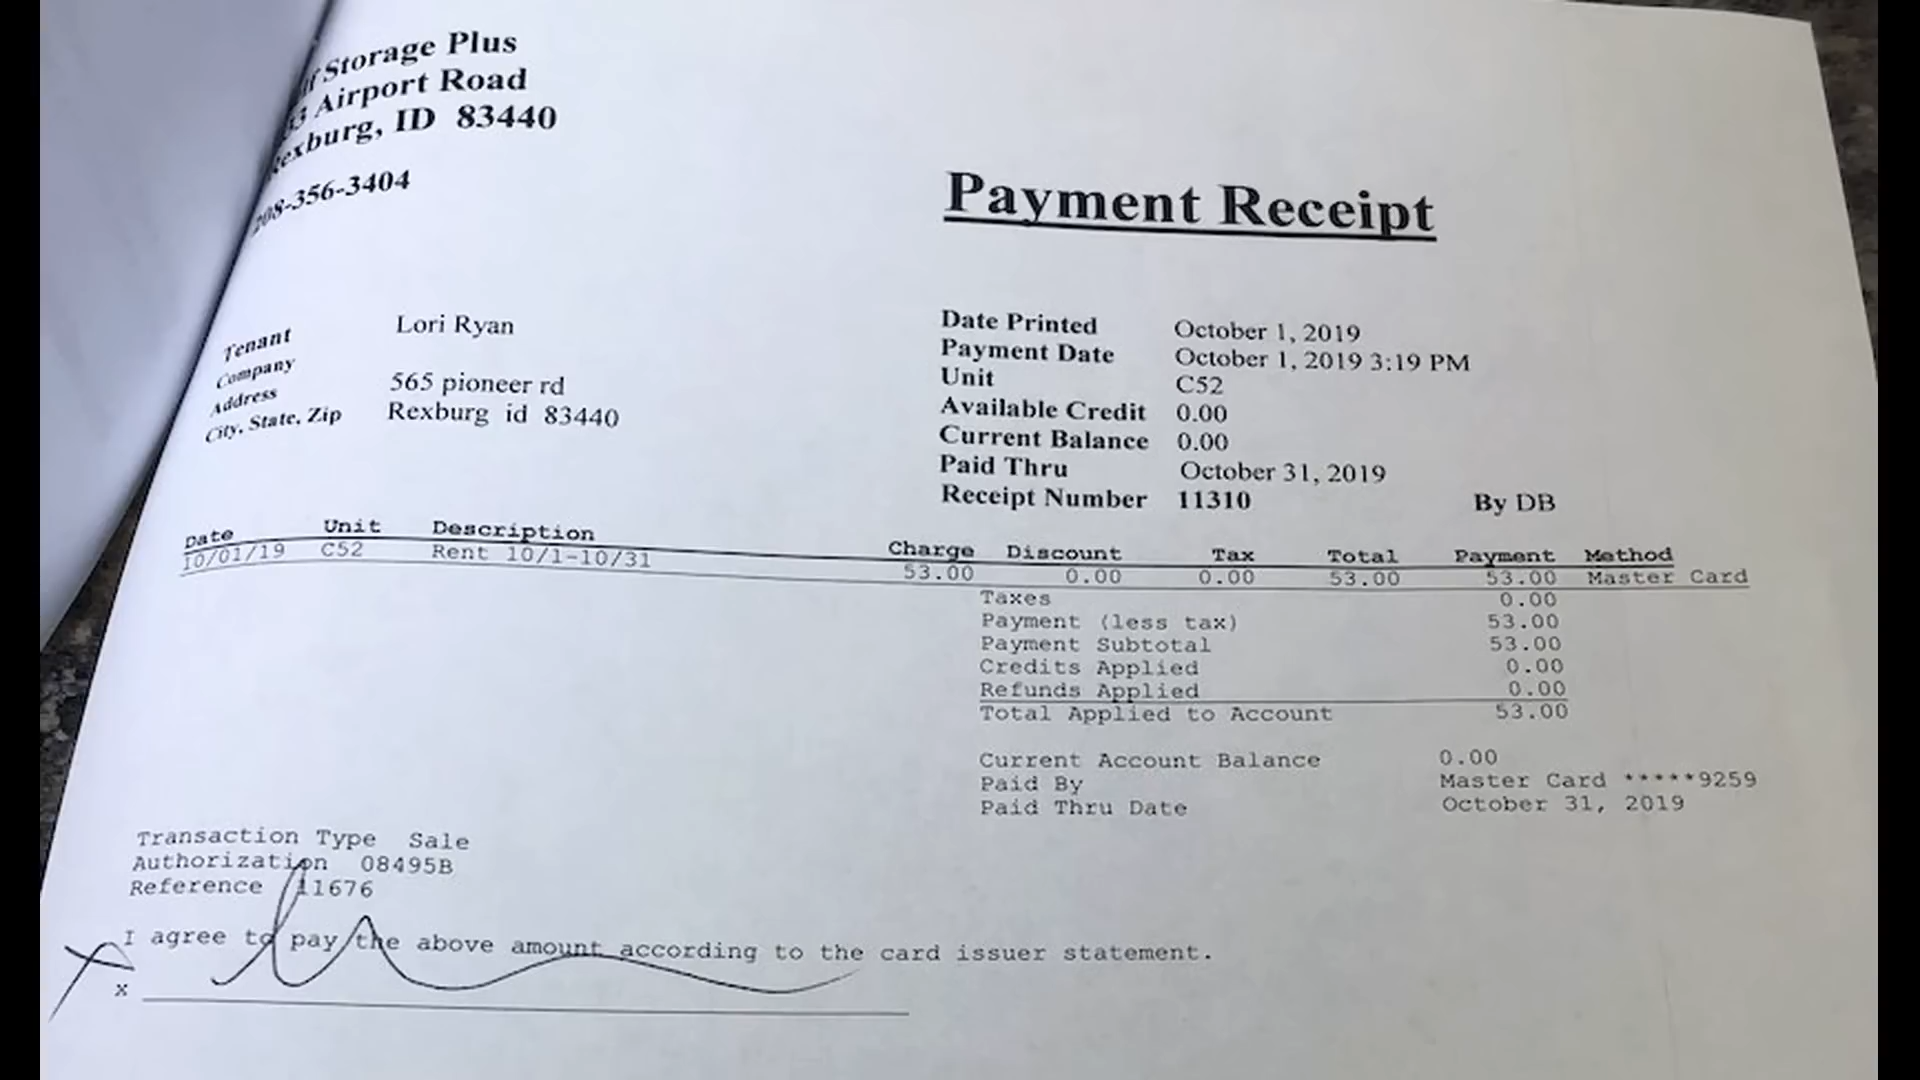 Storage Plus
Airport Road
Rexburg, ID 83440
208-356-3404
Payment Receipt
Tenant Lori Ryan
Company
Address 565 pioneer rd
City, State, Zip Rexburg id 83440
Date Printed October 1, 2019
Payment Date October 1, 2019 3:19 PM
Unit C52
Available Credit 0.00
Current Balance 0.00
Paid Thru October 31, 2019
Receipt Number 11310 By DB
Date Unit Description Charge Discount Tax Total Payment Method
10/01/19 C52 Rent 10/1-10/31 53.00 0.00 0.00 53.00 53.00 Master Card
Taxes 0.00
Payment (less tax) 53.00
Payment Subtotal 53.00
Credits Applied 0.00
Refunds Applied 0.00
Total Applied to Account 53.00
Current Account Balance 0.00
Paid By Master Card *****9259
Paid Thru Date October 31, 2019
Transaction Type Sale
Authorization 08495B
Reference 11676
I agree to pay the above amount according to the card issuer statement.
X
x